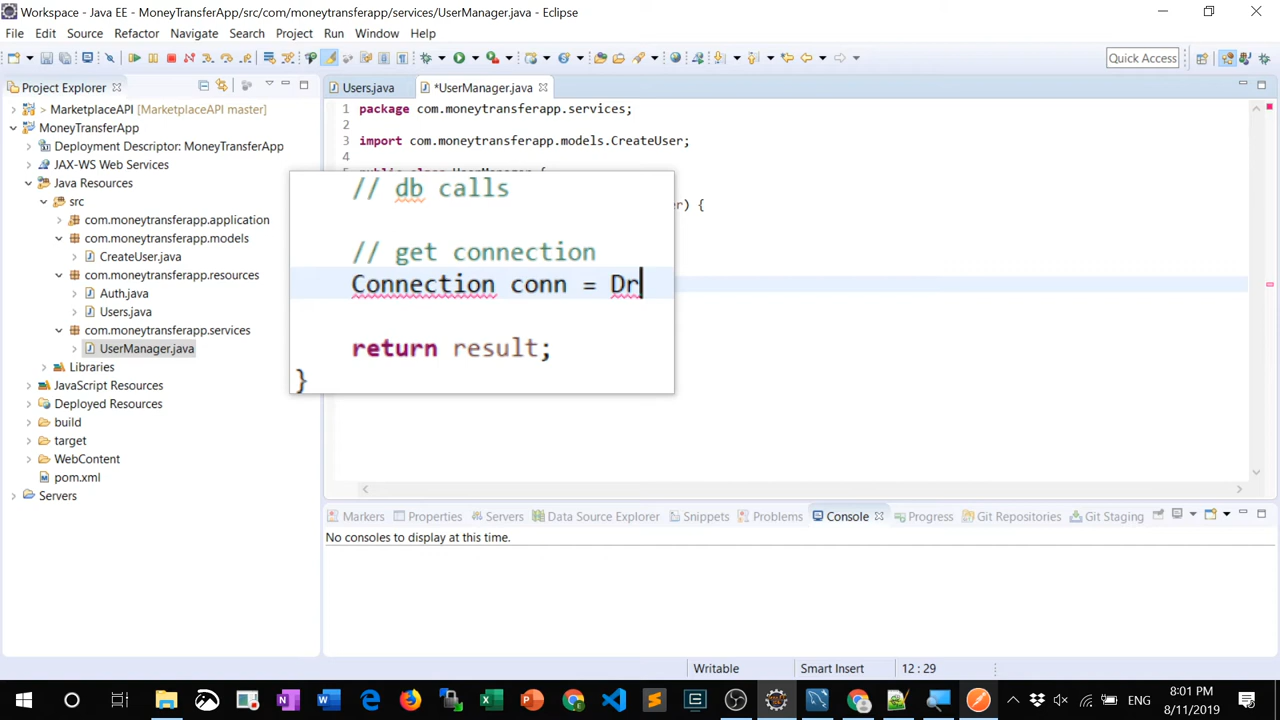 Workspace - Java EE - MoneyTransferApp/src/com/moneytransferapp/services/UserManager.java - Eclipse
File Edit Source Refactor Navigate Search Project Run Window Help
Quick Access
Project Explorer
Users.java
*UserManager.java
> MarketplaceAPI [MarketplaceAPI master]
MoneyTransferApp
Deployment Descriptor: MoneyTransferApp
JAX-WS Web Services
Java Resources
src
com.moneytransferapp.application
com.moneytransferapp.models
CreateUser.java
com.moneytransferapp.resources
Auth.java
Users.java
com.moneytransferapp.services
UserManager.java
Libraries
JavaScript Resources
Deployed Resources
build
target
WebContent
pom.xml
Servers
1 package com.moneytransferapp.services;
2
3 import com.moneytransferapp.models.CreateUser;
4
er) {
// db calls
// get connection
Connection conn = Dr
return result;
}
Markers Properties Servers Data Source Explorer Snippets Problems Console Progress Git Repositories Git Staging
No consoles to display at this time.
Writable Smart Insert 12 : 29
ENG
8:01 PM
8/11/2019